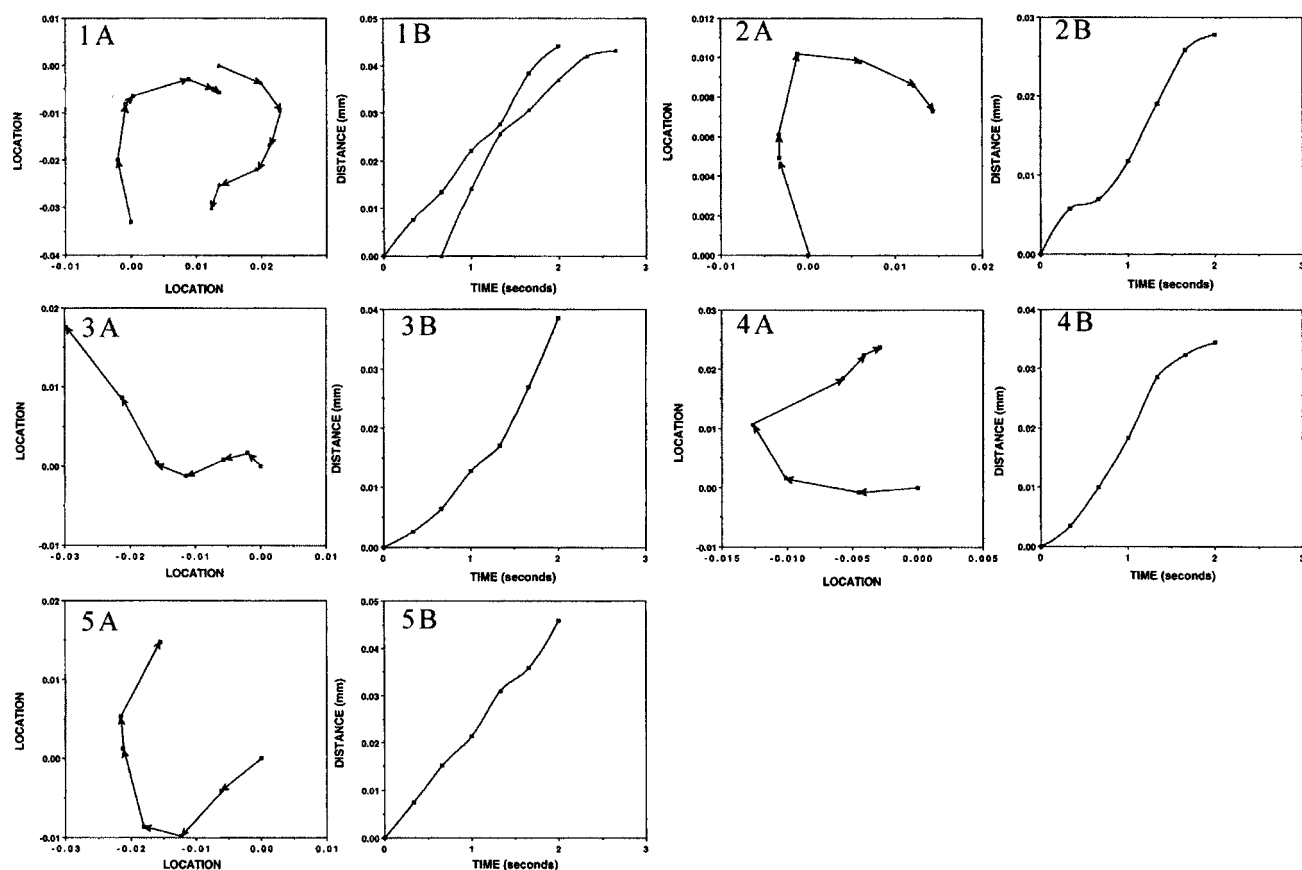 1A
0.01
0.00
-0.01
-0.02
-0.03
-0.04
LOCATION
-0.01 0.00 0.01 0.02 0.03
LOCATION
1B
0.05
0.04
0.03
0.02
0.01
0.00
DISTANCE (mm)
0 1 2 3
TIME (seconds)
2A
0.012
0.010
0.008
0.006
0.004
0.002
0.000
LOCATION
-0.01 0.00 0.01 0.02
2B
0.03
0.02
0.01
0.00
DISTANCE (mm)
0 1 2 3
TIME (seconds)
3A
0.02
0.01
0.00
-0.01
LOCATION
-0.03 -0.02 -0.01 0.00 0.01
LOCATION
3B
0.04
0.03
0.02
0.01
0.00
DISTANCE (mm)
0 1 2 3
TIME (seconds)
4A
0.03
0.02
0.01
0.00
-0.01
LOCATION
-0.015 -0.010 -0.005 0.000 0.005
LOCATION
4B
0.04
0.03
0.02
0.01
0.00
DISTANCE (mm)
0 1 2 3
TIME (seconds)
5A
0.02
0.01
0.00
-0.01
LOCATION
-0.03 -0.02 -0.01 0.00 0.01
LOCATION
5B
0.05
0.04
0.03
0.02
0.01
0.00
DISTANCE (mm)
0 1 2 3
TIME (seconds)